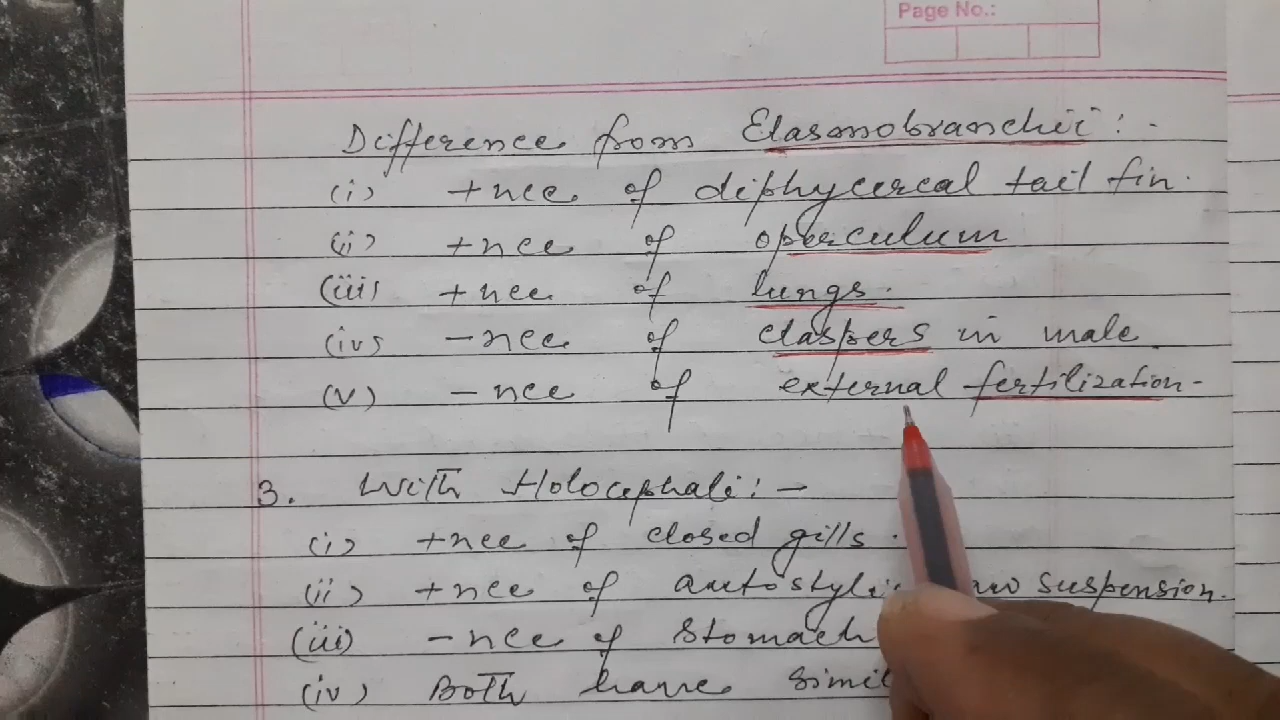 Page No.:
Difference from Elasmobranchii :-
(i) +nce of diphycercal tail fin.
(ii) +nce of operculum
(iii) +nce of lungs.
(iv) -nce of claspers in male
(v) -nce of external fertilization-
3. With Holocephali :-
(i) +nce of closed gills.
(ii) +nce of suspension.
(iii) -nce of stomach
(iv) Both have